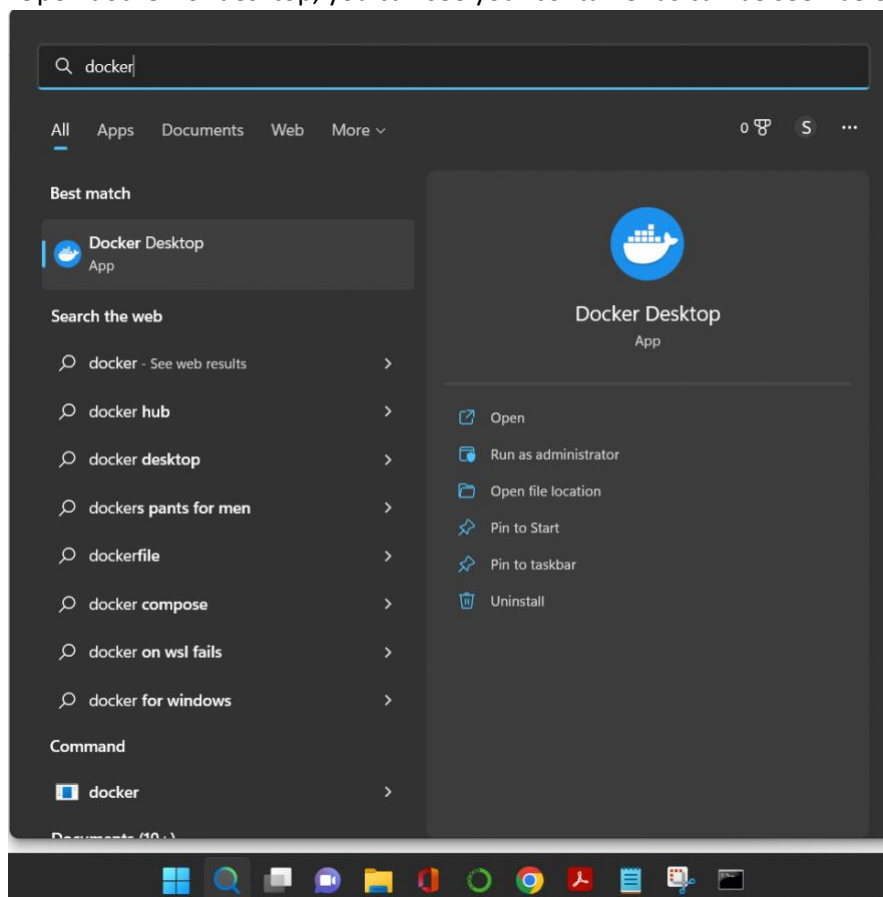 docker
All Apps Documents Web More
0 S ...
Best match
Docker Desktop
App
Search the web
docker - See web results
docker hub
docker desktop
dockers pants for men
dockerfile
docker compose
docker on wsl fails
docker for windows
Command
docker
Docker Desktop
App
Open
Run as administrator
Open file location
Pin to Start
Pin to taskbar
Uninstall